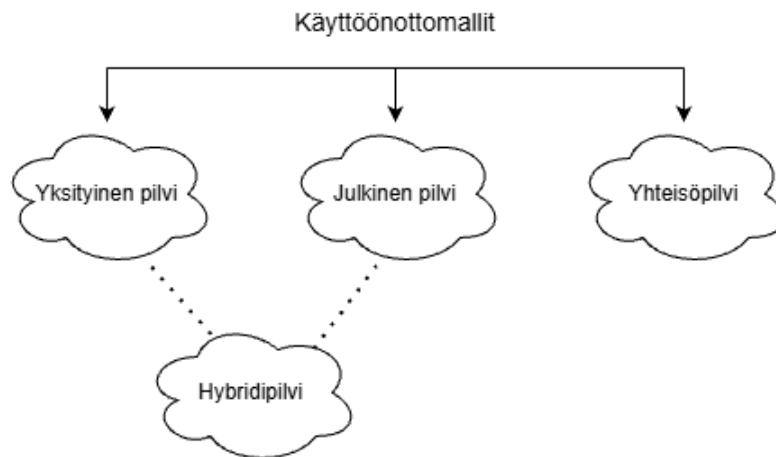 Käyttöönottomallit
Yksityinen pilvi
Julkinen pilvi
Yhteisöpilvi
Hybridipilvi